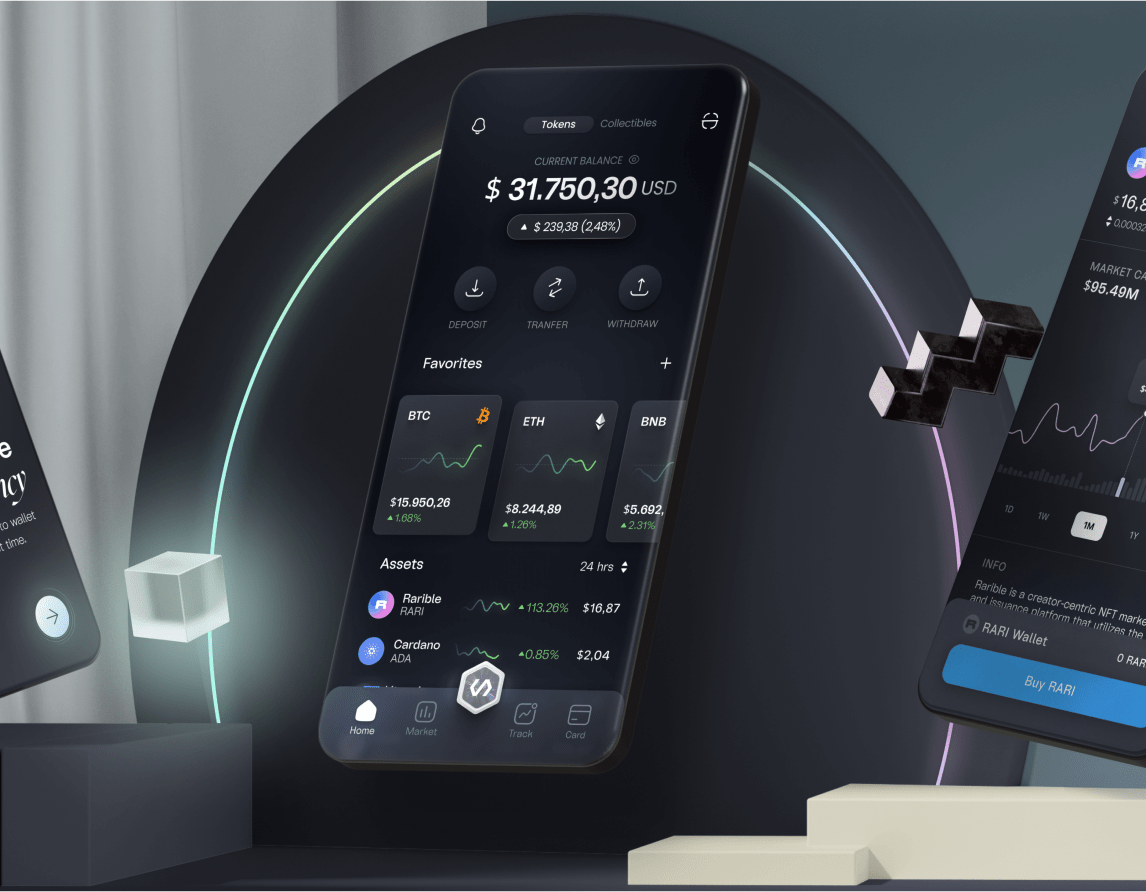 Tokens
Collectibles
CURRENT BALANCE
$ 31.750,30 USD
$ 239,38 (2,48%)
DEPOSIT
TRANFER
WITHDRAW
Favorites
+
BTC
$15.950,26
1.68%
ETH
$8.244,89
1.26%
BNB
$5.692,
2.31%
Assets
24 hrs
Rarible
RARI
113.26%
$16,87
Cardano
ADA
0.85%
$2,04
Home
Market
Track
Card
to wallet
time.
$16,8
0.00032
MARKET CA
$95.49M
1D
1W
1M
1Y
INFO
Rarible is a creator-centric NFT marke
and issuance platform that utilizes the
RARI Wallet
0 RAR
Buy RARI